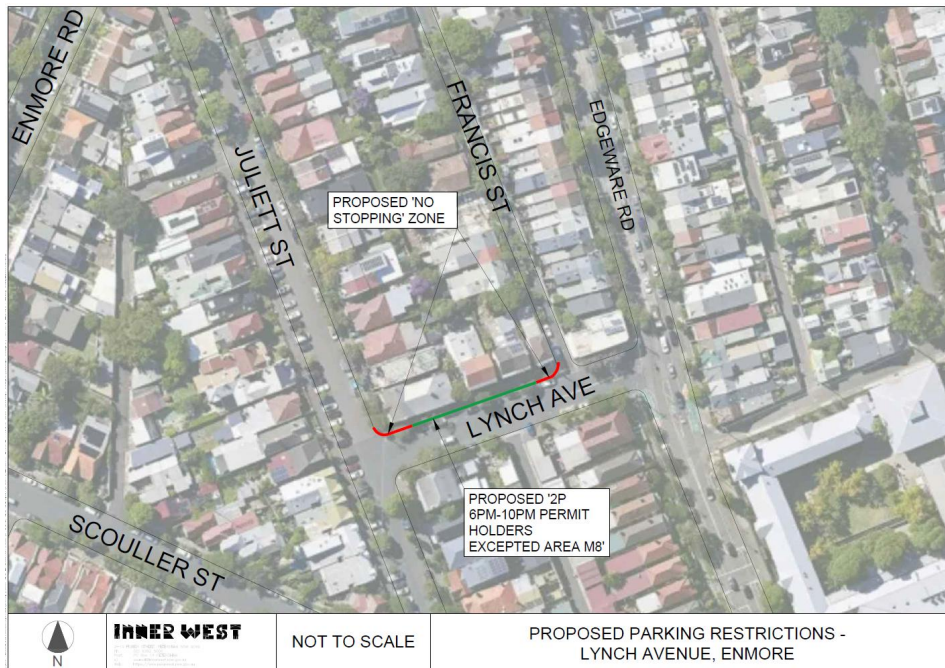 ENMORE RD
JULIETT ST
FRANCIS ST
EDGEWARE RD
PROPOSED 'NO
STOPPING' ZONE
LYNCH AVE
PROPOSED '2P
6PM-10PM PERMIT
HOLDERS
EXCEPTED AREA M8'
SCOULLER ST
N
INNER WEST
NOT TO SCALE
PROPOSED PARKING RESTRICTIONS -
LYNCH AVENUE, ENMORE